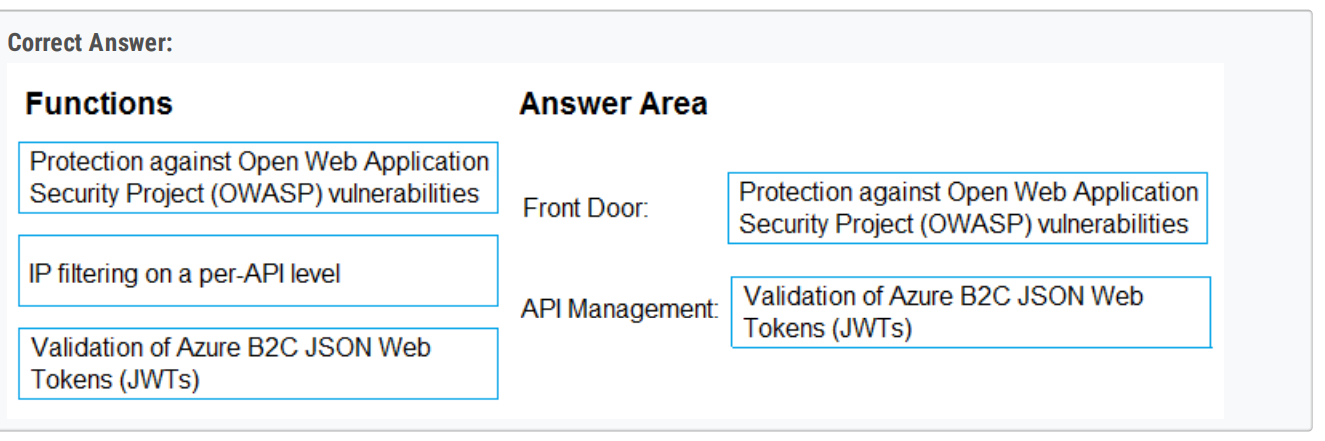 Correct Answer:
Functions
Answer Area
Protection against Open Web Application
Security Project (OWASP) vulnerabilities
IP filtering on a per-API level
Validation of Azure B2C JSON Web
Tokens (JWTs)
Front Door:
Protection against Open Web Application
Security Project (OWASP) vulnerabilities
API Management:
Validation of Azure B2C JSON Web
Tokens (JWTs)